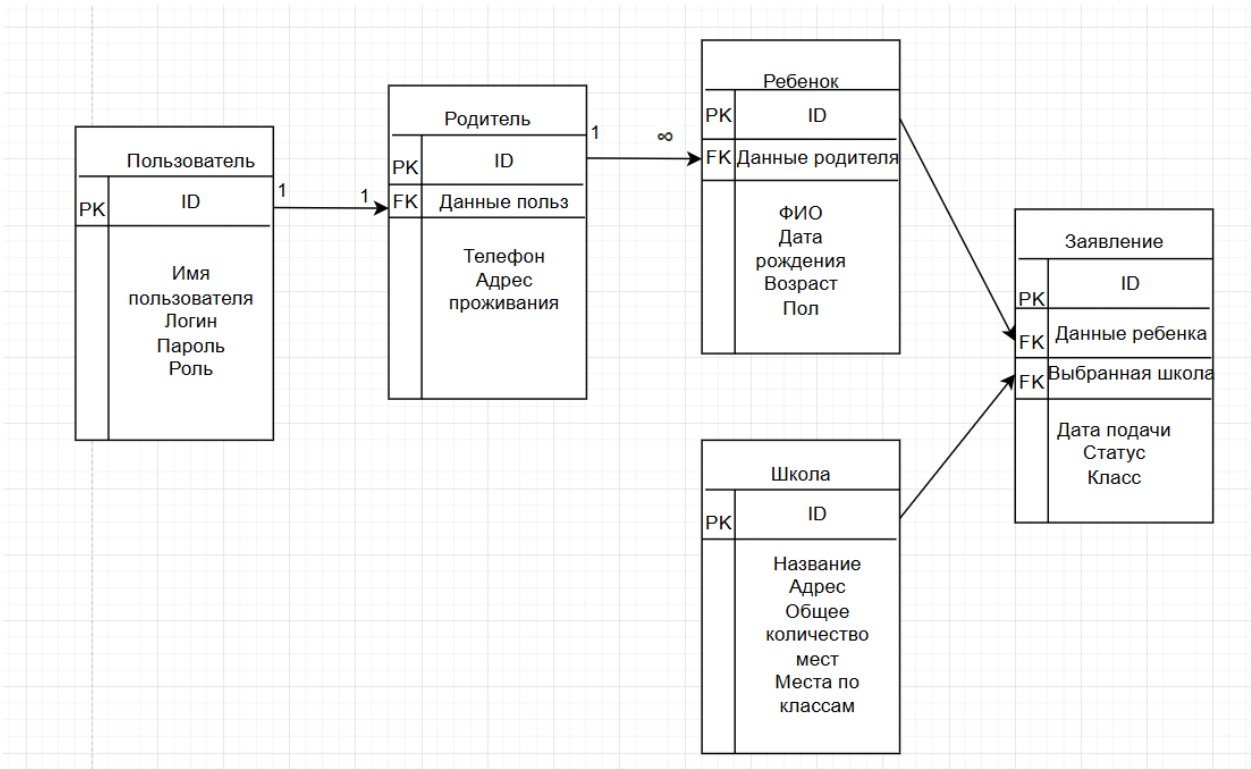 Пользователь
PK ID
Имя
пользователя
Логин
Пароль
Роль
1 1
Родитель
PK ID
FK Данные польз
Телефон
Адрес
проживания
1 ∞
Ребенок
PK ID
FK Данные родителя
ФИО
Дата
рождения
Возраст
Пол
Школа
PK ID
Название
Адрес
Общее
количество
мест
Места по
классам
Заявление
PK ID
FK Данные ребенка
FK Выбранная школа
Дата подачи
Статус
Класс